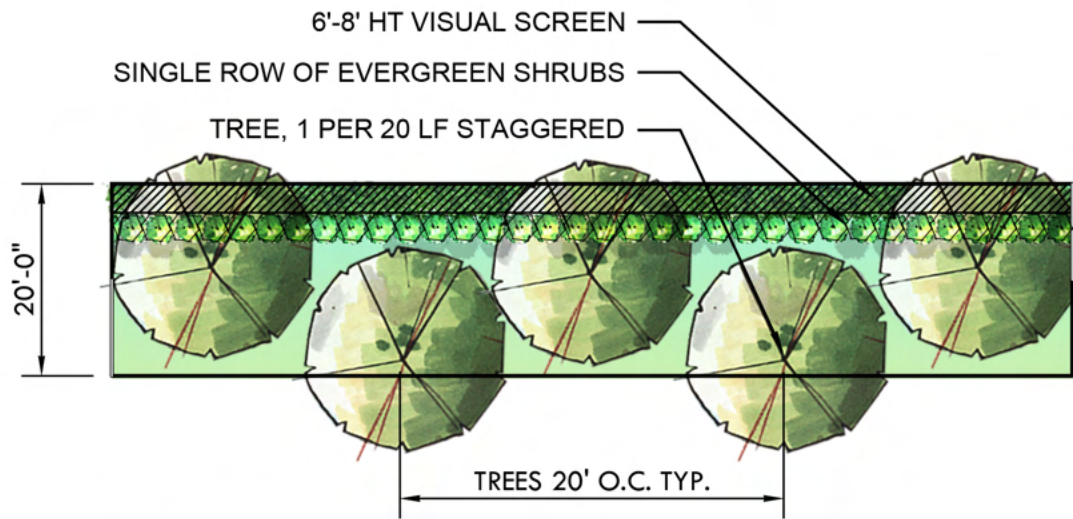 6'-8' HT VISUAL SCREEN
SINGLE ROW OF EVERGREEN SHRUBS
TREE, 1 PER 20 LF STAGGERED
20'-0"
TREES 20' O.C. TYP.